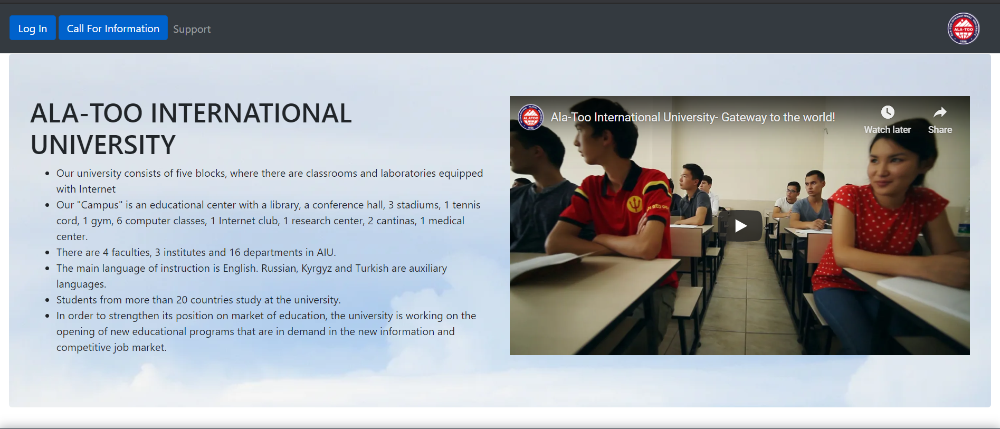 Log In
Call For Information
Support
ALA-TOO
1996
ALA-TOO INTERNATIONAL
UNIVERSITY
Our university consists of five blocks, where there are classrooms and laboratories equipped
with Internet
Our "Campus" is an educational center with a library, a conference hall, 3 stadiums, 1 tennis
cord, 1 gym, 6 computer classes, 1 Internet club, 1 research center, 2 cantinas, 1 medical
center.
There are 4 faculties, 3 institutes and 16 departments in AIU.
The main language of instruction is English. Russian, Kyrgyz and Turkish are auxiliary
languages.
Students from more than 20 countries study at the university.
In order to strengthen its position on market of education, the university is working on the
opening of new educational programs that are in demand in the new information and
competitive job market.
ALATOO
Ala-Too International University- Gateway to the world!
Watch later
Share
RED